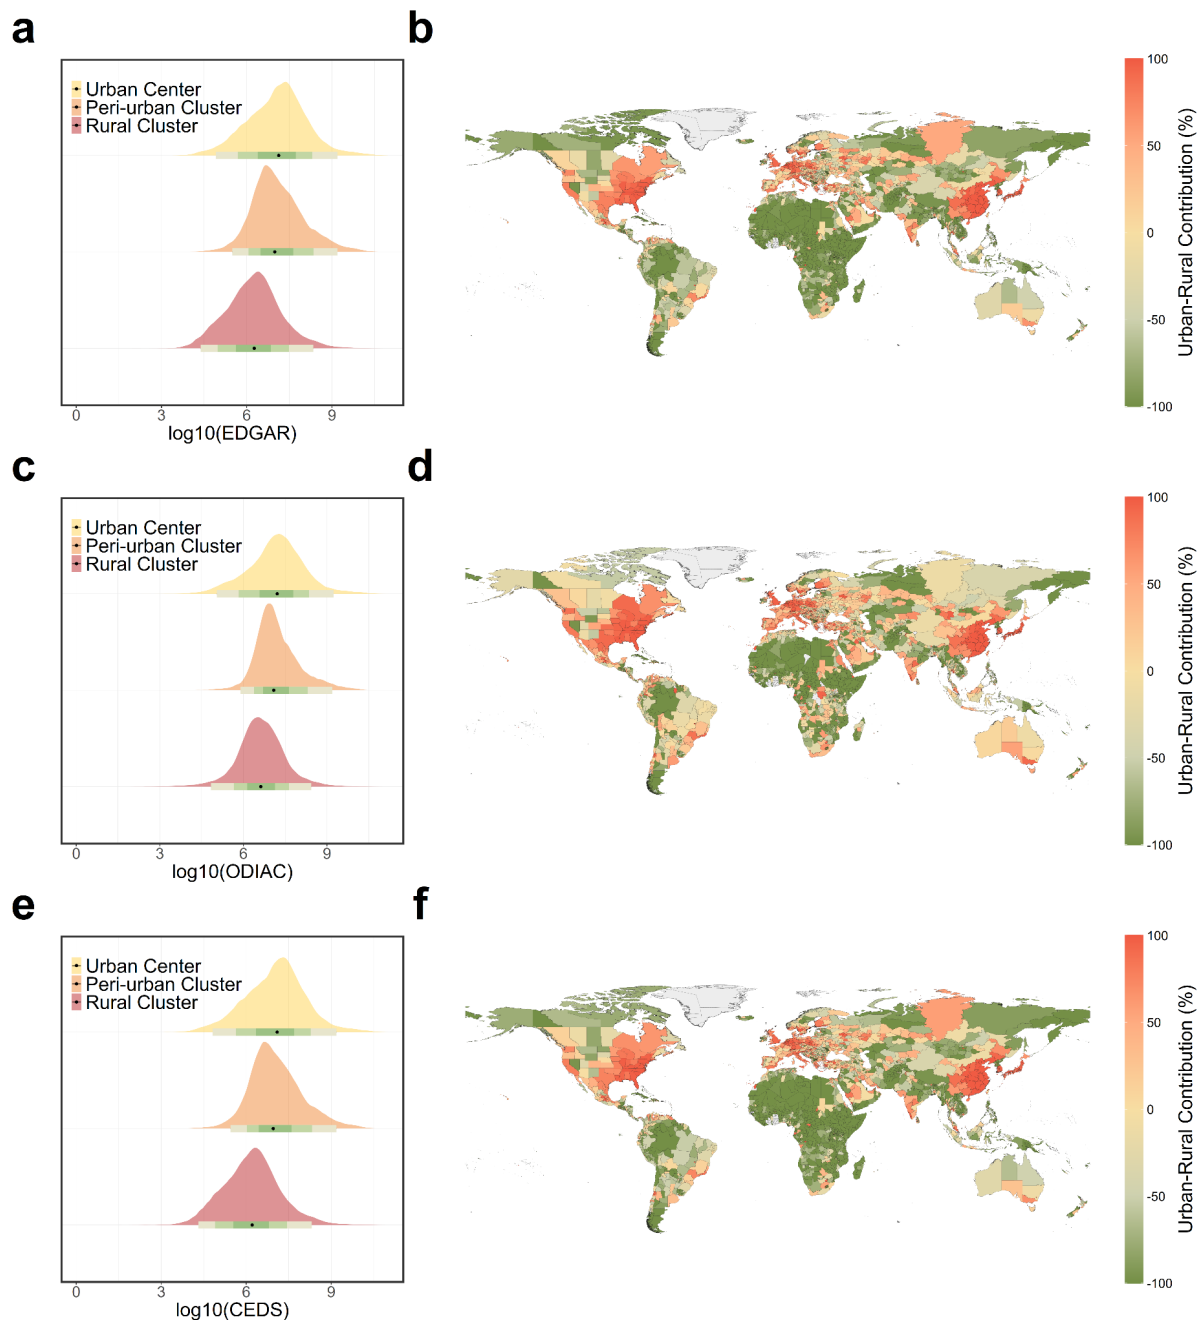 a
Urban Center
Peri-urban Cluster
Rural Cluster
0 3 6 9
log10(EDGAR)
b
100
50
0
-50
-100
Urban-Rural Contribution (%)
c
Urban Center
Peri-urban Cluster
Rural Cluster
0 3 6 9
log10(ODIAC)
d
100
50
0
-50
-100
Urban-Rural Contribution (%)
e
Urban Center
Peri-urban Cluster
Rural Cluster
0 3 6 9
log10(CEDS)
f
100
50
0
-50
-100
Urban-Rural Contribution (%)